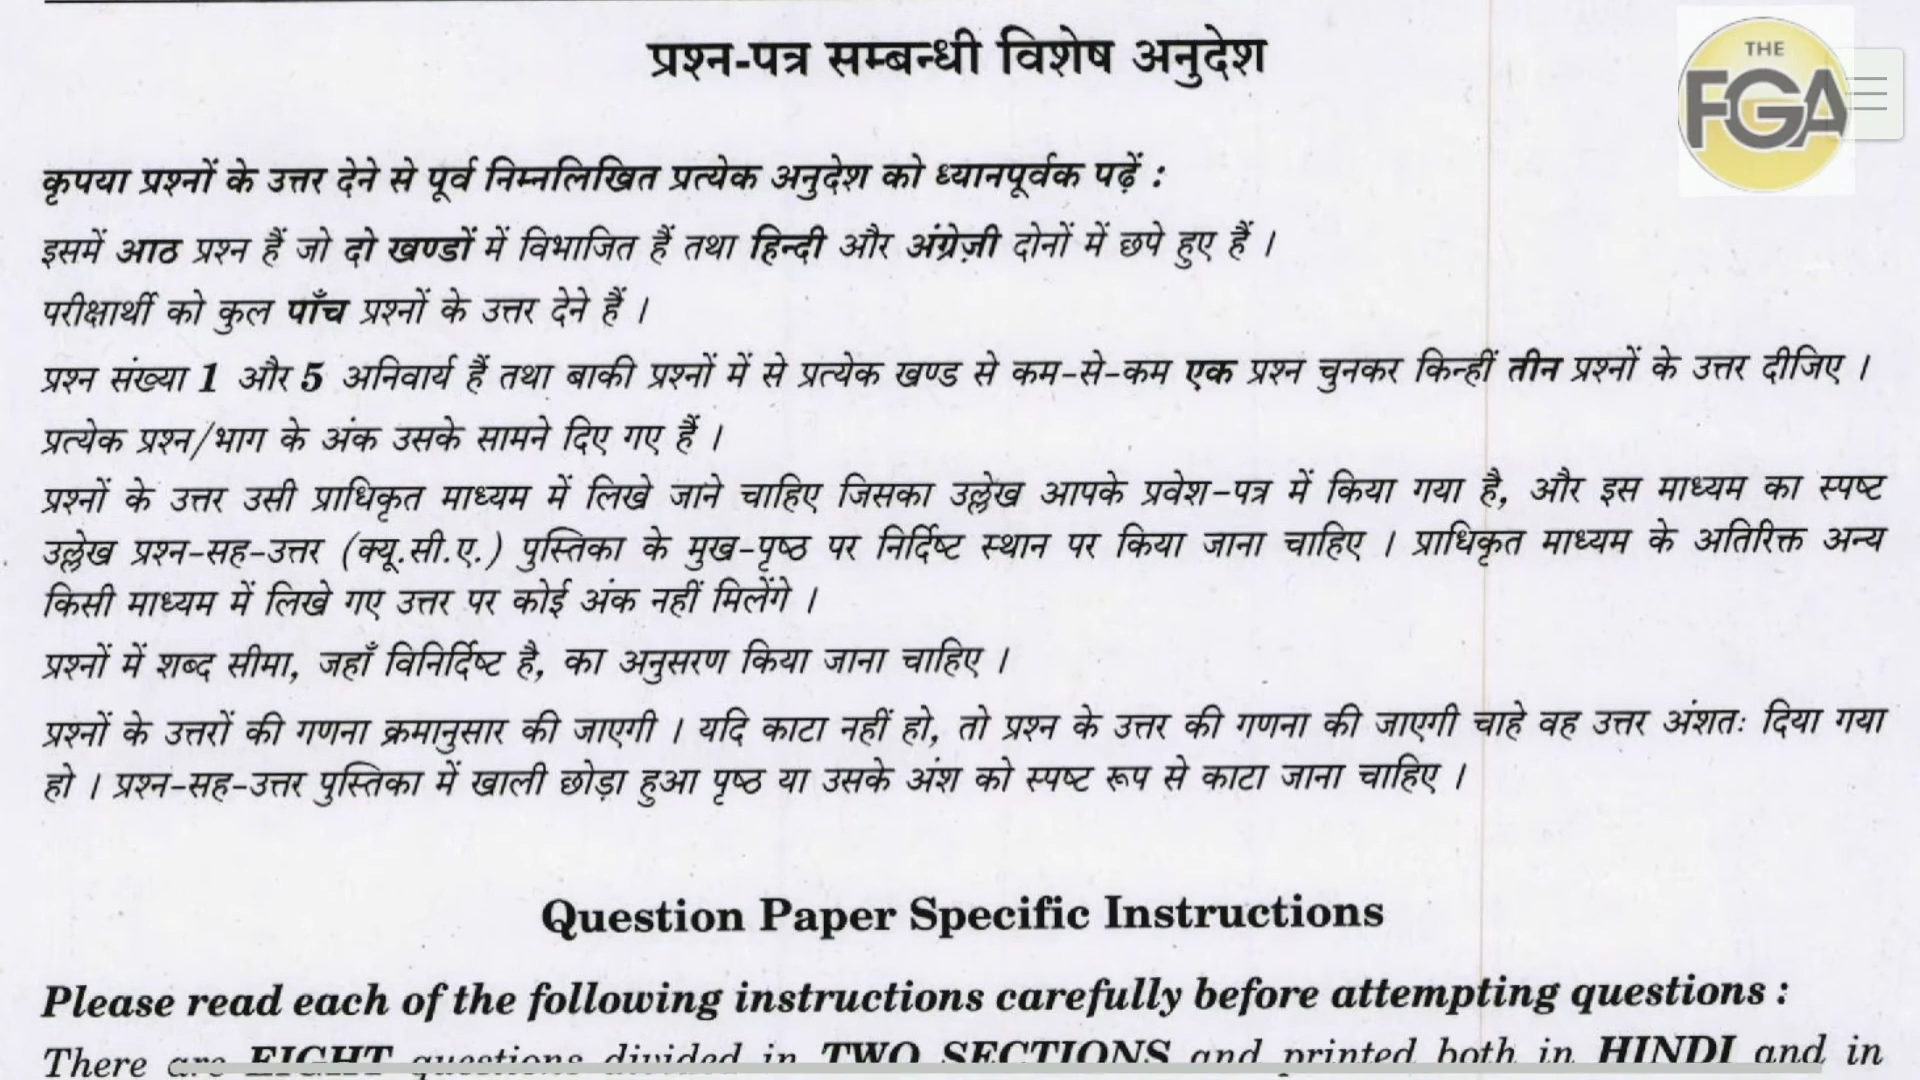 प्रश्न-पत्र सम्बन्धी विशेष अनुदेश
THE
FGA
कृपया प्रश्नों के उत्तर देने से पूर्व निम्नलिखित प्रत्येक अनुदेश को ध्यानपूर्वक पढ़ें :
इसमें आठ प्रश्न हैं जो दो खण्डों में विभाजित हैं तथा हिन्दी और अंग्रेज़ी दोनों में छपे हुए हैं ।
परीक्षार्थी को कुल पाँच प्रश्नों के उत्तर देने हैं ।
प्रश्न संख्या 1 और 5 अनिवार्य हैं तथा बाकी प्रश्नों में से प्रत्येक खण्ड से कम-से-कम एक प्रश्न चुनकर किन्हीं तीन प्रश्नों के उत्तर दीजिए ।
प्रत्येक प्रश्न/भाग के अंक उसके सामने दिए गए हैं ।
प्रश्नों के उत्तर उसी प्राधिकृत माध्यम में लिखे जाने चाहिए जिसका उल्लेख आपके प्रवेश-पत्र में किया गया है, और इस माध्यम का स्पष्ट
उल्लेख प्रश्न-सह-उत्तर (क्यू.सी.ए.) पुस्तिका के मुख-पृष्ठ पर निर्दिष्ट स्थान पर किया जाना चाहिए । प्राधिकृत माध्यम के अतिरिक्त अन्य
किसी माध्यम में लिखे गए उत्तर पर कोई अंक नहीं मिलेंगे ।
प्रश्नों में शब्द सीमा, जहाँ विनिर्दिष्ट है, का अनुसरण किया जाना चाहिए ।
प्रश्नों के उत्तरों की गणना क्रमानुसार की जाएगी । यदि काटा नहीं हो, तो प्रश्न के उत्तर की गणना की जाएगी चाहे वह उत्तर अंशतः दिया गया
हो । प्रश्न-सह-उत्तर पुस्तिका में खाली छोड़ा हुआ पृष्ठ या उसके अंश को स्पष्ट रूप से काटा जाना चाहिए ।
Question Paper Specific Instructions
Please read each of the following instructions carefully before attempting questions :
There are EIGHT questions divided in TWO SECTIONS and printed both in HINDI and in